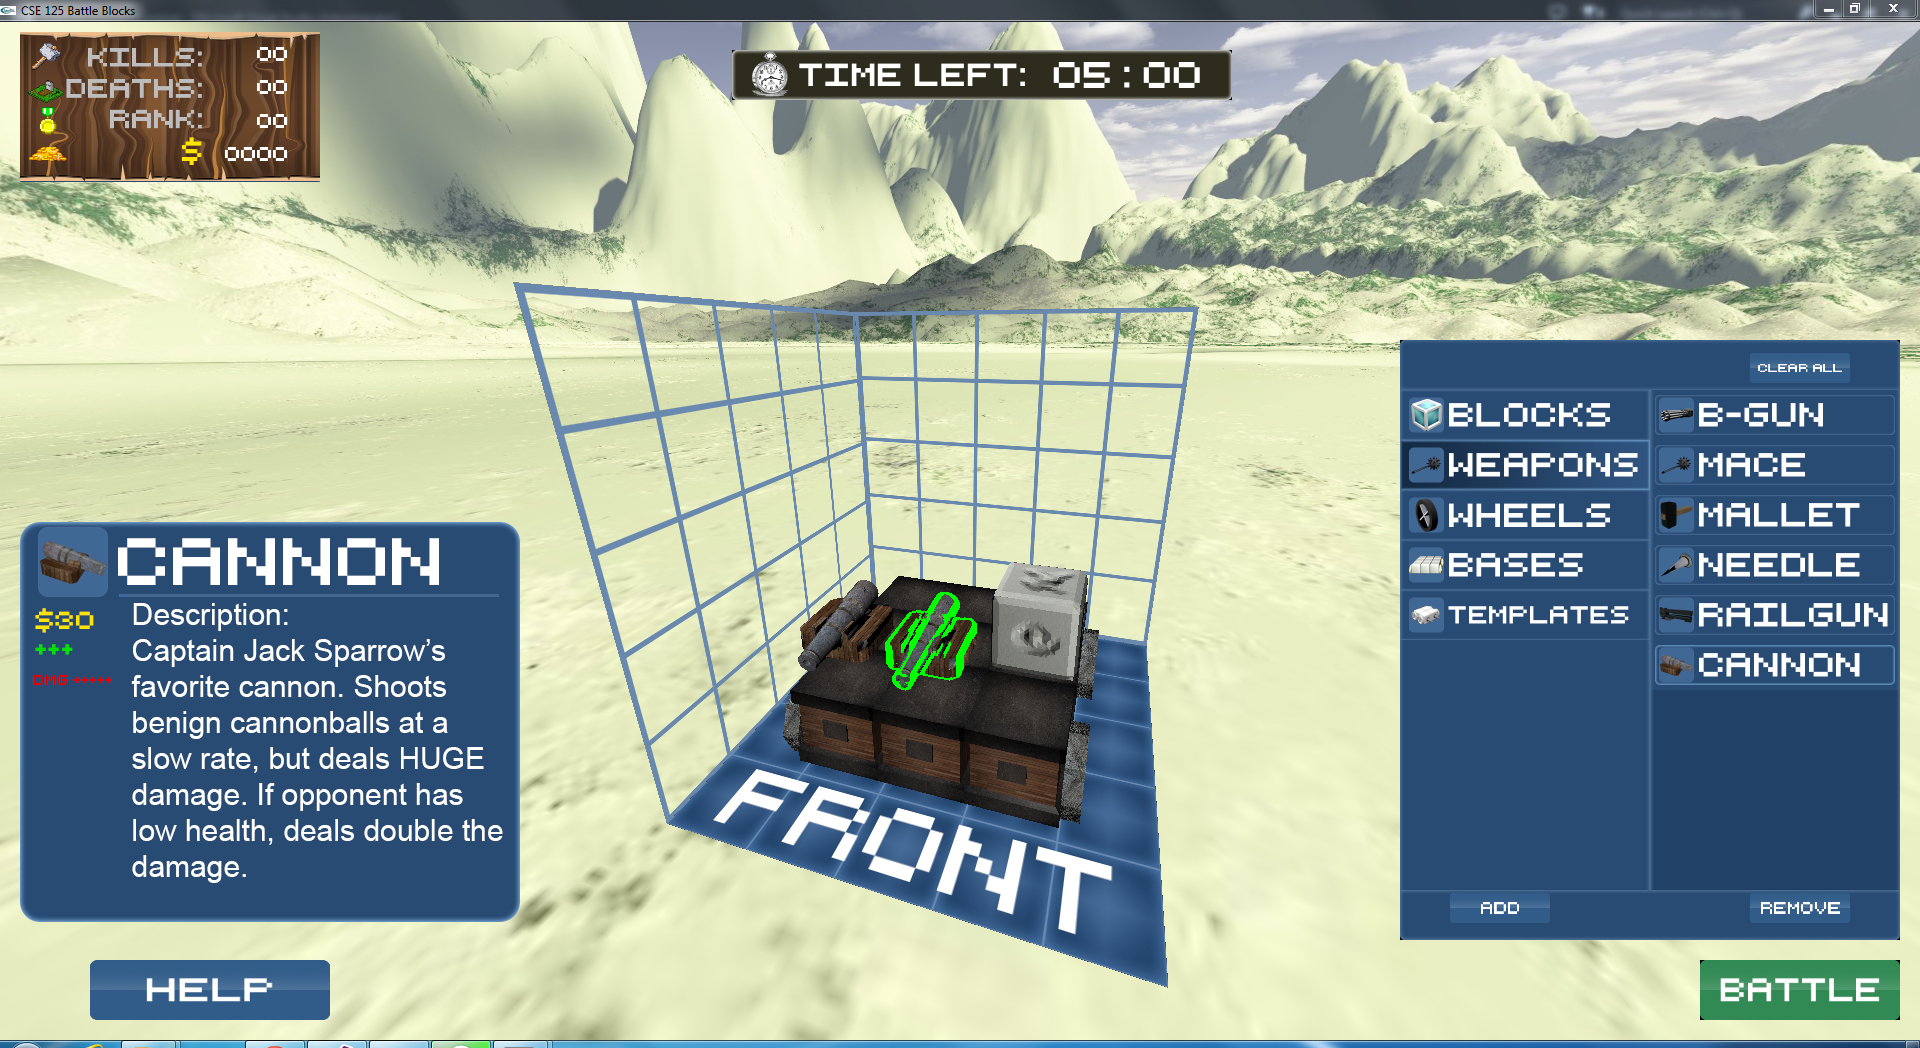 CSE 125 Battle Blocks
KILLS: 00
DEATHS: 00
RANK: 00
$ 0000
TIME LEFT: 05:00
CLEAR ALL
BLOCKS
WEAPONS
WHEELS
BASES
TEMPLATES
B-GUN
MACE
MALLET
NEEDLE
RAILGUN
CANNON
ADD
REMOVE
CANNON
$30
+++
DMG +++++
Description:
Captain Jack Sparrow’s
favorite cannon. Shoots
benign cannonballs at a
slow rate, but deals HUGE
damage. If opponent has
low health, deals double the
damage.
FRONT
HELP
BATTLE